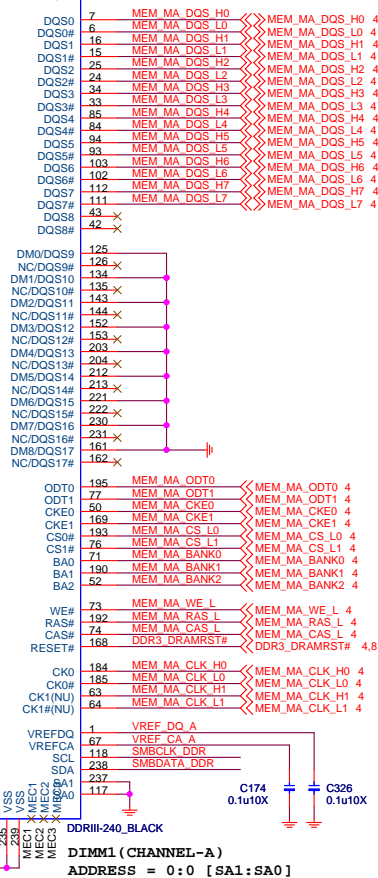 DQS0 7 MEM_MA_DQS_H0 MEM_MA_DQS_H0 4
DQS0# 6 MEM_MA_DQS_L0 MEM_MA_DQS_L0 4
DQS1 16 MEM_MA_DQS_H1 MEM_MA_DQS_H1 4
DQS1# 15 MEM_MA_DQS_L1 MEM_MA_DQS_L1 4
DQS2 25 MEM_MA_DQS_H2 MEM_MA_DQS_H2 4
DQS2# 24 MEM_MA_DQS_L2 MEM_MA_DQS_L2 4
DQS3 34 MEM_MA_DQS_H3 MEM_MA_DQS_H3 4
DQS3# 33 MEM_MA_DQS_L3 MEM_MA_DQS_L3 4
DQS4 85 MEM_MA_DQS_H4 MEM_MA_DQS_H4 4
DQS4# 84 MEM_MA_DQS_L4 MEM_MA_DQS_L4 4
DQS5 94 MEM_MA_DQS_H5 MEM_MA_DQS_H5 4
DQS5# 93 MEM_MA_DQS_L5 MEM_MA_DQS_L5 4
DQS6 103 MEM_MA_DQS_H6 MEM_MA_DQS_H6 4
DQS6# 102 MEM_MA_DQS_L6 MEM_MA_DQS_L6 4
DQS7 112 MEM_MA_DQS_H7 MEM_MA_DQS_H7 4
DQS7# 111 MEM_MA_DQS_L7 MEM_MA_DQS_L7 4
DQS8 43
DQS8# 42
DM0/DQS9 125
NC/DQS9# 126
DM1/DQS10 134
NC/DQS10# 135
DM2/DQS11 143
NC/DQS11# 144
DM3/DQS12 152
NC/DQS12# 153
DM4/DQS13 203
NC/DQS13# 204
DM5/DQS14 212
NC/DQS14# 213
DM6/DQS15 221
NC/DQS15# 222
DM7/DQS16 230
NC/DQS16# 231
DM8/DQS17 161
NC/DQS17# 162
ODT0 195 MEM_MA_ODT0 MEM_MA_ODT0 4
ODT1 77 MEM_MA_ODT1 MEM_MA_ODT1 4
CKE0 50 MEM_MA_CKE0 MEM_MA_CKE0 4
CKE1 169 MEM_MA_CKE1 MEM_MA_CKE1 4
CS0# 193 MEM_MA_CS_L0 MEM_MA_CS_L0 4
CS1# 76 MEM_MA_CS_L1 MEM_MA_CS_L1 4
BA0 71 MEM_MA_BANK0 MEM_MA_BANK0 4
BA1 190 MEM_MA_BANK1 MEM_MA_BANK1 4
BA2 52 MEM_MA_BANK2 MEM_MA_BANK2 4
WE# 73 MEM_MA_WE_L MEM_MA_WE_L 4
RAS# 192 MEM_MA_RAS_L MEM_MA_RAS_L 4
CAS# 74 MEM_MA_CAS_L MEM_MA_CAS_L 4
RESET# 168 DDR3_DRAMRST# DDR3_DRAMRST# 4,8
CK0 184 MEM_MA_CLK_H0 MEM_MA_CLK_H0 4
CK0# 185 MEM_MA_CLK_L0 MEM_MA_CLK_L0 4
CK1(NU) 63 MEM_MA_CLK_H1 MEM_MA_CLK_H1 4
CK1#(NU) 64 MEM_MA_CLK_L1 MEM_MA_CLK_L1 4
VREFDQ 1 VREF_DQ_A
VREFCA 67 VREF_CA_A
SCL 118 SMBCLK_DDR
SDA 238 SMBDATA_DDR
SA1 237
SA0 117
C174 C326
0.1u10X 0.1u10X
VSS 235
VSS 239
MEC1 MEC1
MEC2 MEC2
MEC3
DDRIII-240_BLACK
DIMM1(CHANNEL-A)
ADDRESS = 0:0 [SA1:SA0]